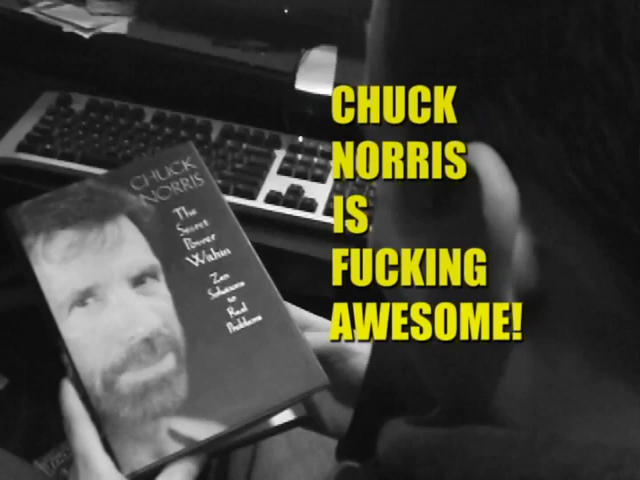 CHUCK
NORRIS
The
Secret
Power
Within
Zen
Solutions
to
Real
Problems
CHUCK
NORRIS
IS
FUCKING
AWESOME!